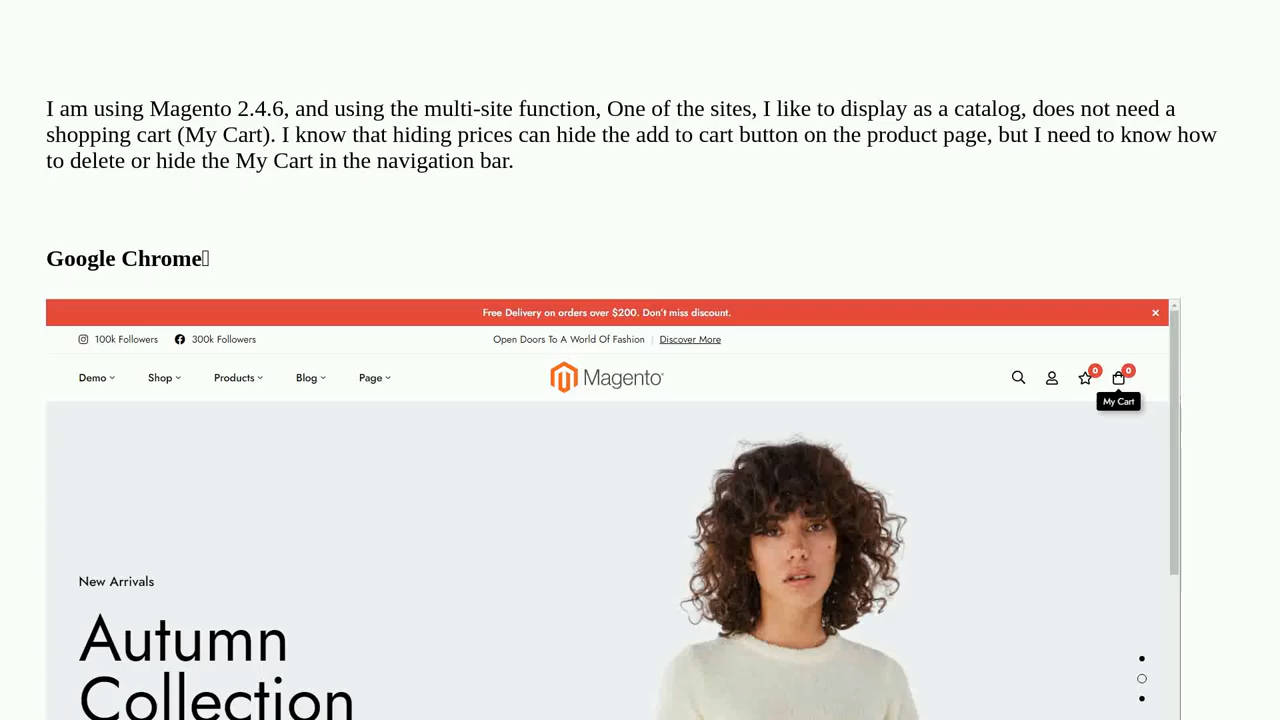 I am using Magento 2.4.6, and using the multi-site function, One of the sites, I like to display as a catalog, does not need a
shopping cart (My Cart). I know that hiding prices can hide the add to cart button on the product page, but I need to know how
to delete or hide the My Cart in the navigation bar.
Google Chrome
Free Delivery on orders over $200. Don't miss discount.
100k Followers 300k Followers Open Doors To A World Of Fashion | Discover More
Demo Shop Products Blog Page Magento 0 0
My Cart
New Arrivals
Autumn
Collection